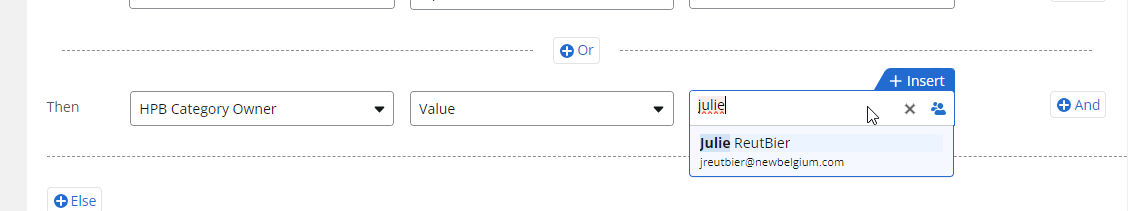 Or
Insert
Then
HPB Category Owner
Value
julie
And
Julie ReutBier
jreutbier@newbelgium.com
Else